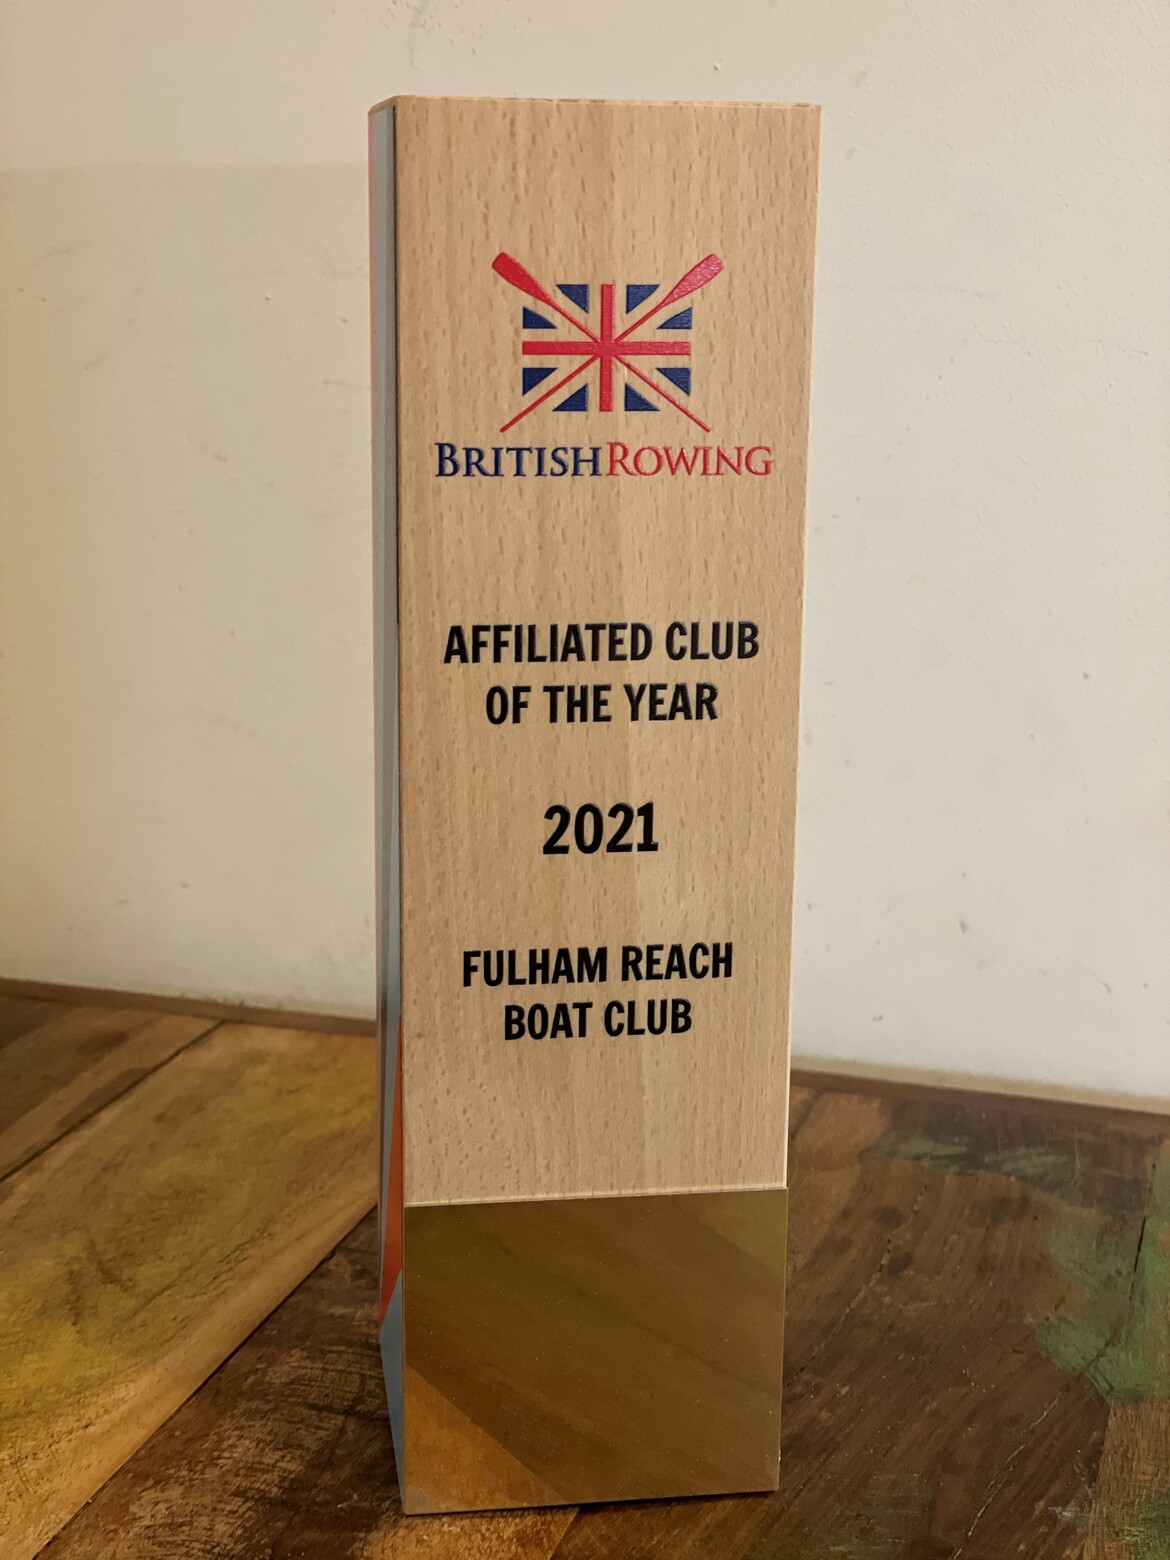 BRITISHROWING
AFFILIATED CLUB
OF THE YEAR
2021
FULHAM REACH
BOAT CLUB